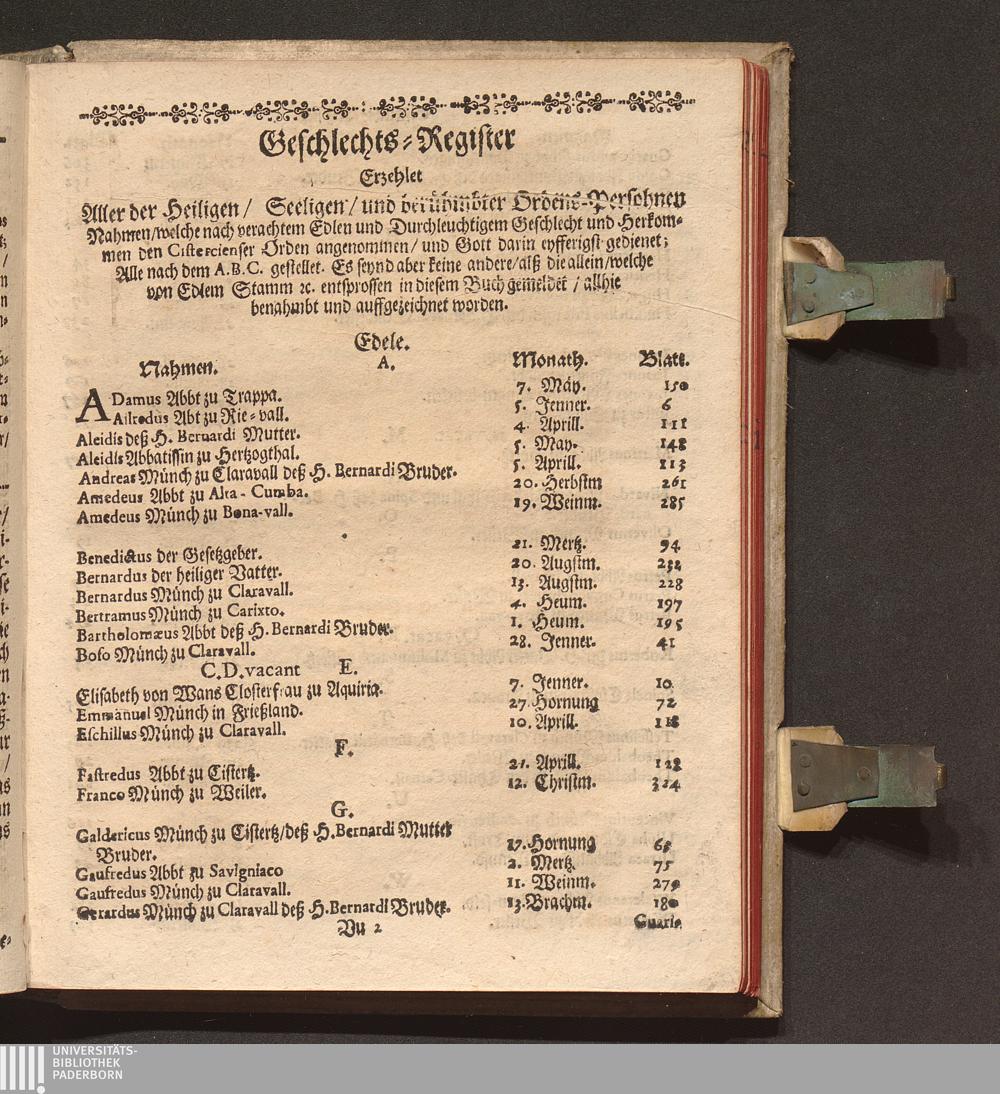 Geschlechts-Register
Erzehlet
Aller der Heiligen/ Seeligen/ und berühmbter Ordens-Persohnen
Nahmen/welche nach verachtem Edlen und Durchleuchtigem Geschlecht und Herkom-
men den Cistercienser Orden angenommen/ und Gott darin eyfferigst gedienet;
Alle nach dem A.B.C. gestellet. Es seynd aber keine andere/alß die allein/welche
von Edlem Stamm ꝛc. entsprossen in diesem Buch gemeldet / allhie
benahmbt und auffgezeichnet worden.
Edele.
Nahmen. A. Monath. Blatt.
ADamus Abbt zu Trappa. 7. Mäy. 150
Ailredus Abt zu Rie-vall. 5. Jenner. 6
Aleidis deß H. Bernardi Mutter. 4. Aprill. 111
Aleidis Abbatissin zu Hertzogthal. 5. May. 148
Andreas Münch zu Claravall deß H. Bernardi Bruder. 5. Aprill. 113
Amedeus Abbt zu Alta-Cumba. 20. Herbstm 261
Amedeus Münch zu Bona-vall. 19. Weinm. 285
Benedictus der Gesetzgeber. 21. Mertz. 94
Bernardus der heiliger Vatter. 20. Augstm. 232
Bernardus Münch zu Claravall. 13. Augstm. 228
Bertramus Münch zu Carixto. 4. Heum. 197
Bartholomæus Abbt deß H. Bernardi Bruder. 1. Heum. 195
Boso Münch zu Claravall. 28. Jenner. 41
C.D. vacant E.
Elisabeth von Wans Closterfrau zu Aquiria. 7. Jenner. 10
Emmanuel Münch in Frießland. 27. Hornung 72
Eschillus Münch zu Claravall. 10. Aprill. 118
F.
Fastredus Abbt zu Cistertz. 21. Aprill. 128
Franco Münch zu Weiler. 12. Christm. 324
G.
Galdericus Münch zu Cistertz/deß H. Bernardi Mutter
Bruder. 17. Hornung 65
Gaufredus Abbt zu Savigniaco 2. Mertz. 75
Gaufredus Münch zu Claravall. 11. Weinm. 279
Gerardus Münch zu Claravall deß H. Bernardi Bruder. 13. Brachm. 180
Vu 2 Guari-
UNIVERSITÄTS-
BIBLIOTHEK
PADERBORN